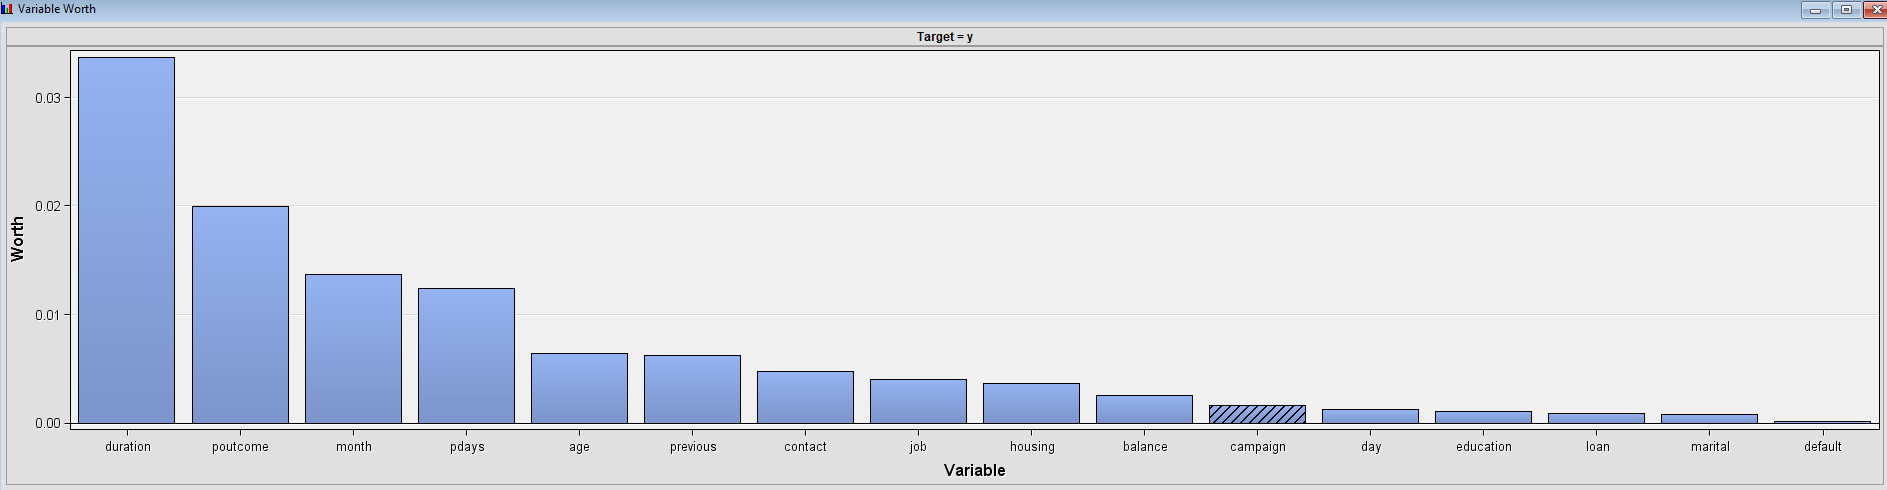 Variable Worth
Target = y
0.03
0.02
0.01
0.00
Worth
duration poutcome month pdays age previous contact job housing balance campaign day education loan marital default
Variable